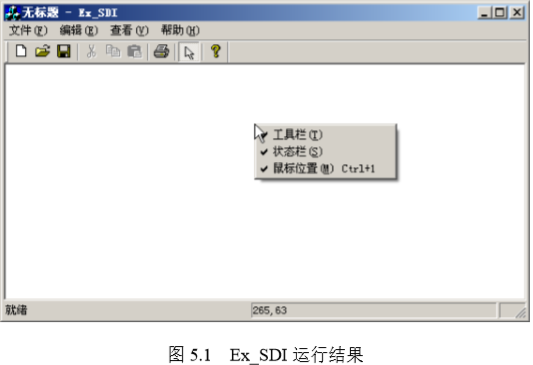 无标题 - Ex_SDI
文件(F) 编辑(E) 查看(V) 帮助(H)
工具栏(T)
状态栏(S)
鼠标位置(M) Ctrl+1
就绪 265,63
图 5.1 Ex_SDI 运行结果